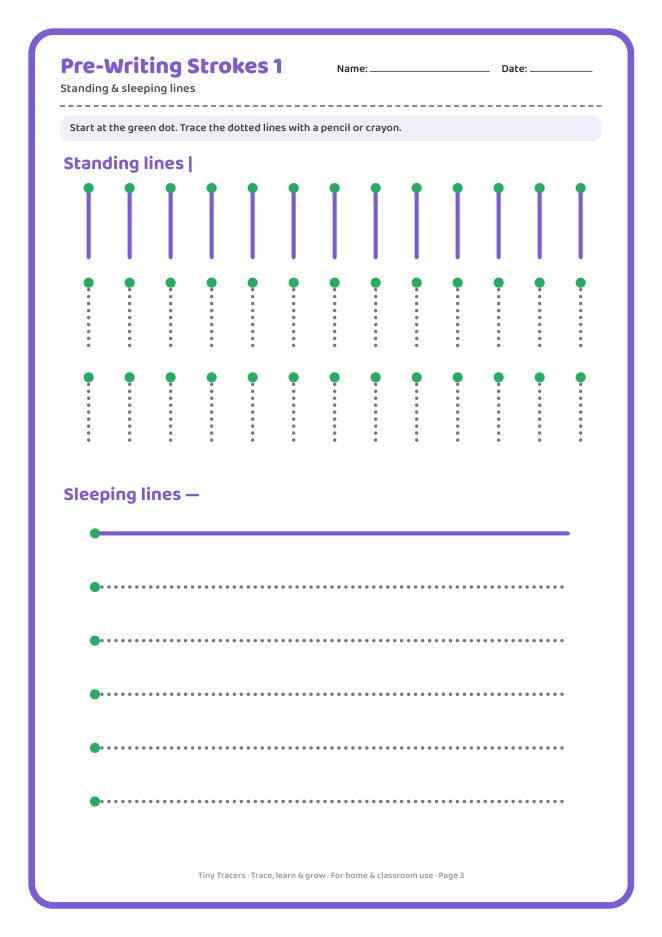 Pre-Writing Strokes 1
Name: Date:
Standing & sleeping lines
Start at the green dot. Trace the dotted lines with a pencil or crayon.
Standing lines |
Sleeping lines —
Tiny Tracers · Trace, learn & grow · For home & classroom use · Page 3